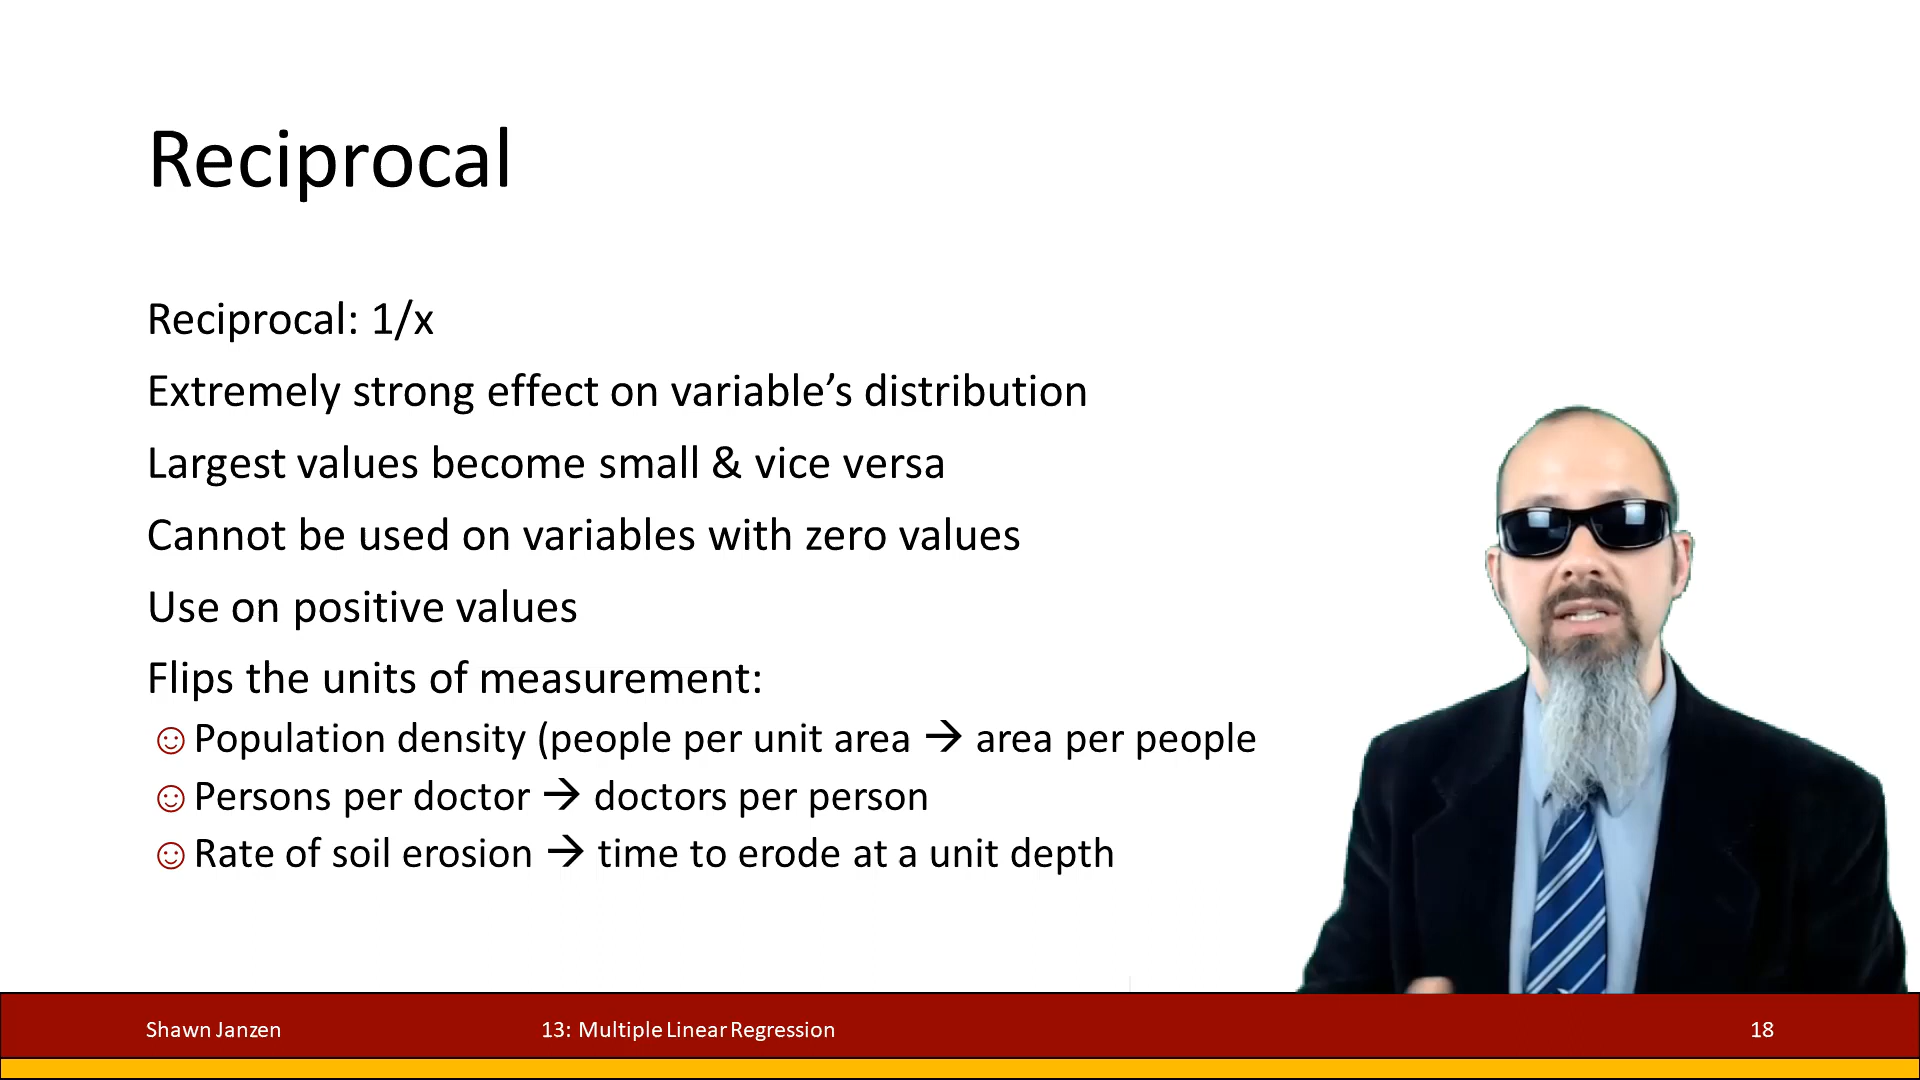 Reciprocal
Reciprocal: 1/x
Extremely strong effect on variable’s distribution
Largest values become small & vice versa
Cannot be used on variables with zero values
Use on positive values
Flips the units of measurement:
☺Population density (people per unit area → area per people
☺Persons per doctor → doctors per person
☺Rate of soil erosion → time to erode at a unit depth
Shawn Janzen 13: Multiple Linear Regression 18